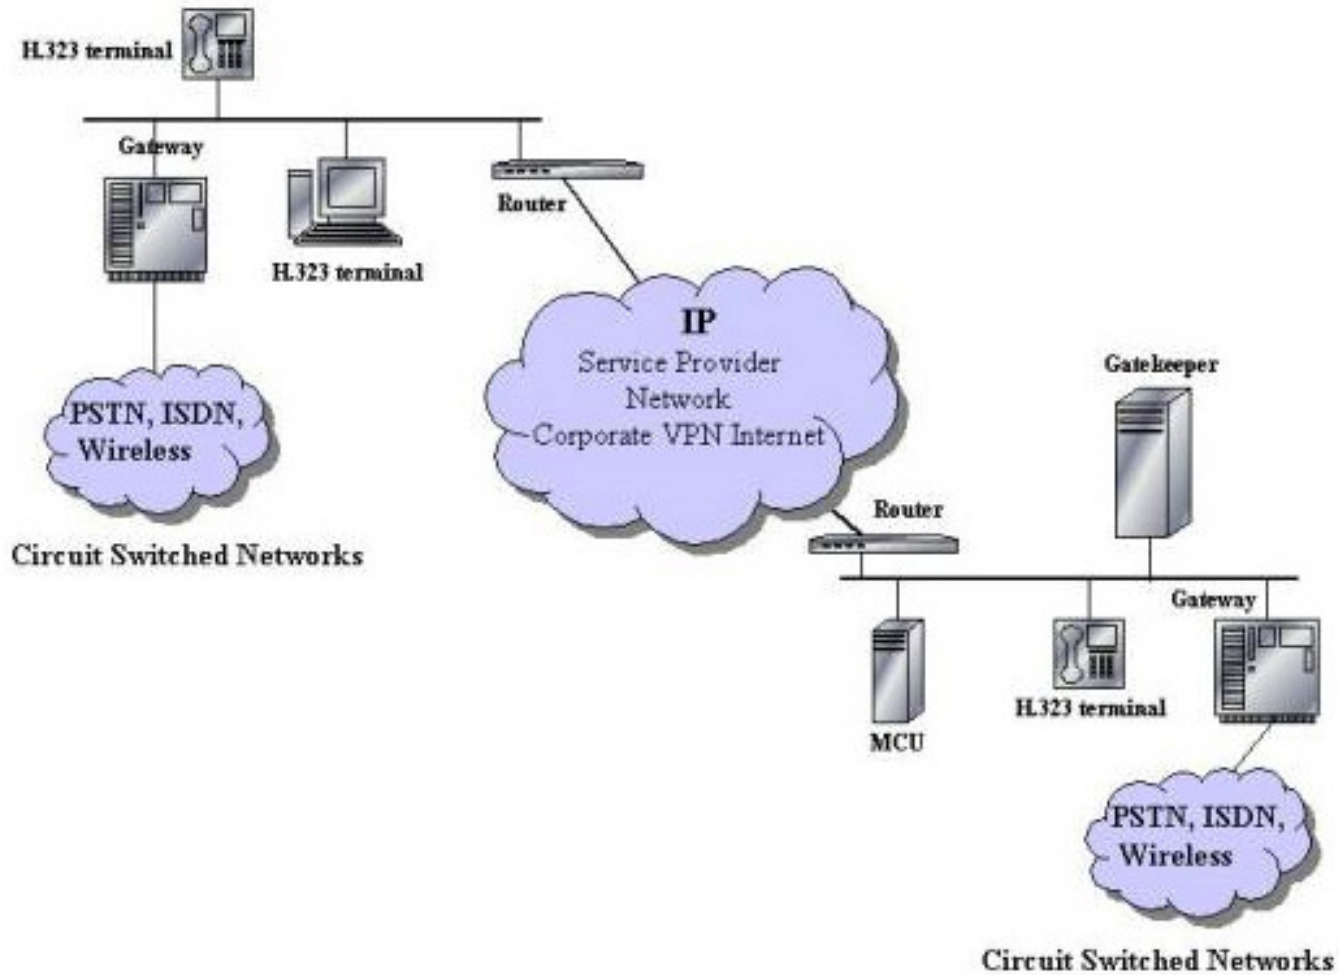 H.323 terminal
Gateway
Router
H.323 terminal
IP
Service Provider
Network
Corporate VPN Internet
PSTN, ISDN,
Wireless
Circuit Switched Networks
Gatekeeper
Router
Gateway
H.323 terminal
MCU
PSTN, ISDN,
Wireless
Circuit Switched Networks